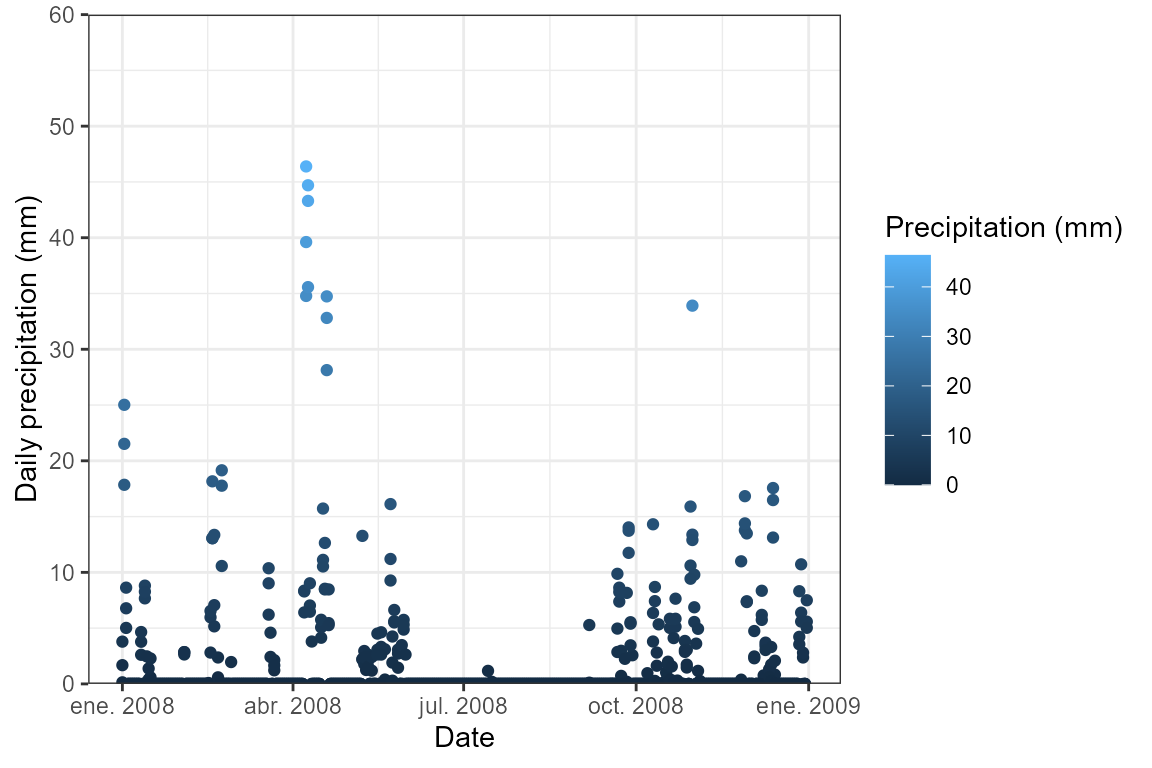 60
50
40
30
20
10
0
Daily precipitation (mm)
ene. 2008
abr. 2008
jul. 2008
oct. 2008
ene. 2009
Date
Precipitation (mm)
40
30
20
10
0